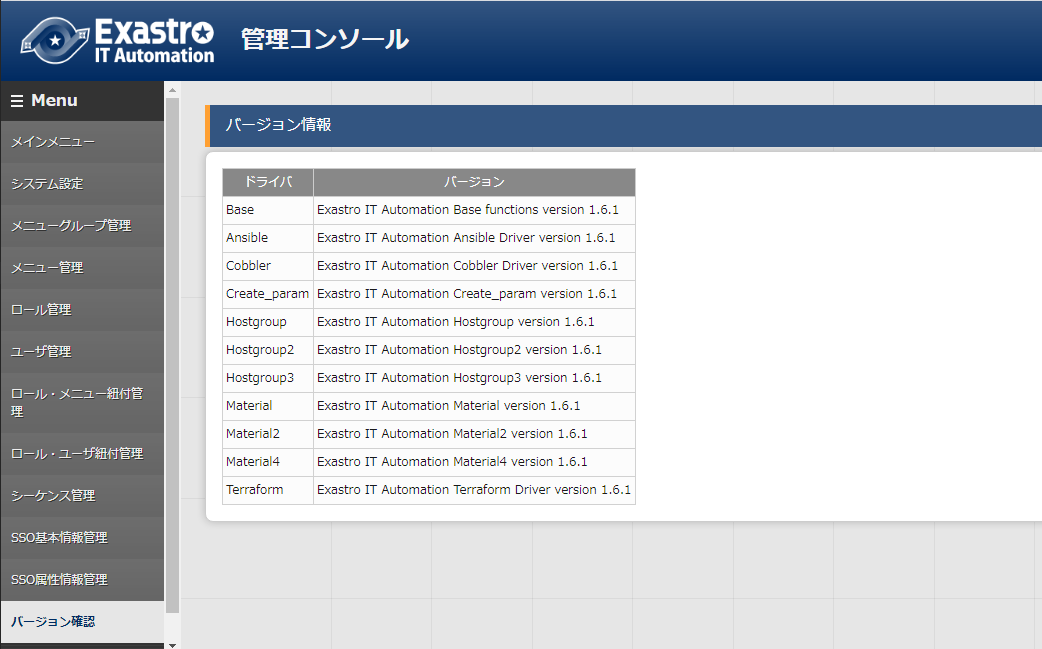 Exastro
IT Automation
管理コンソール
Menu
メインメニュー
システム設定
メニューグループ管理
メニュー管理
ロール管理
ユーザ管理
ロール・メニュー紐付管
理
ロール・ユーザ紐付管理
シーケンス管理
SSO基本情報管理
SSO属性情報管理
バージョン確認
バージョン情報
ドライバ バージョン
Base Exastro IT Automation Base functions version 1.6.1
Ansible Exastro IT Automation Ansible Driver version 1.6.1
Cobbler Exastro IT Automation Cobbler Driver version 1.6.1
Create_param Exastro IT Automation Create_param version 1.6.1
Hostgroup Exastro IT Automation Hostgroup version 1.6.1
Hostgroup2 Exastro IT Automation Hostgroup2 version 1.6.1
Hostgroup3 Exastro IT Automation Hostgroup3 version 1.6.1
Material Exastro IT Automation Material version 1.6.1
Material2 Exastro IT Automation Material2 version 1.6.1
Material4 Exastro IT Automation Material4 version 1.6.1
Terraform Exastro IT Automation Terraform Driver version 1.6.1